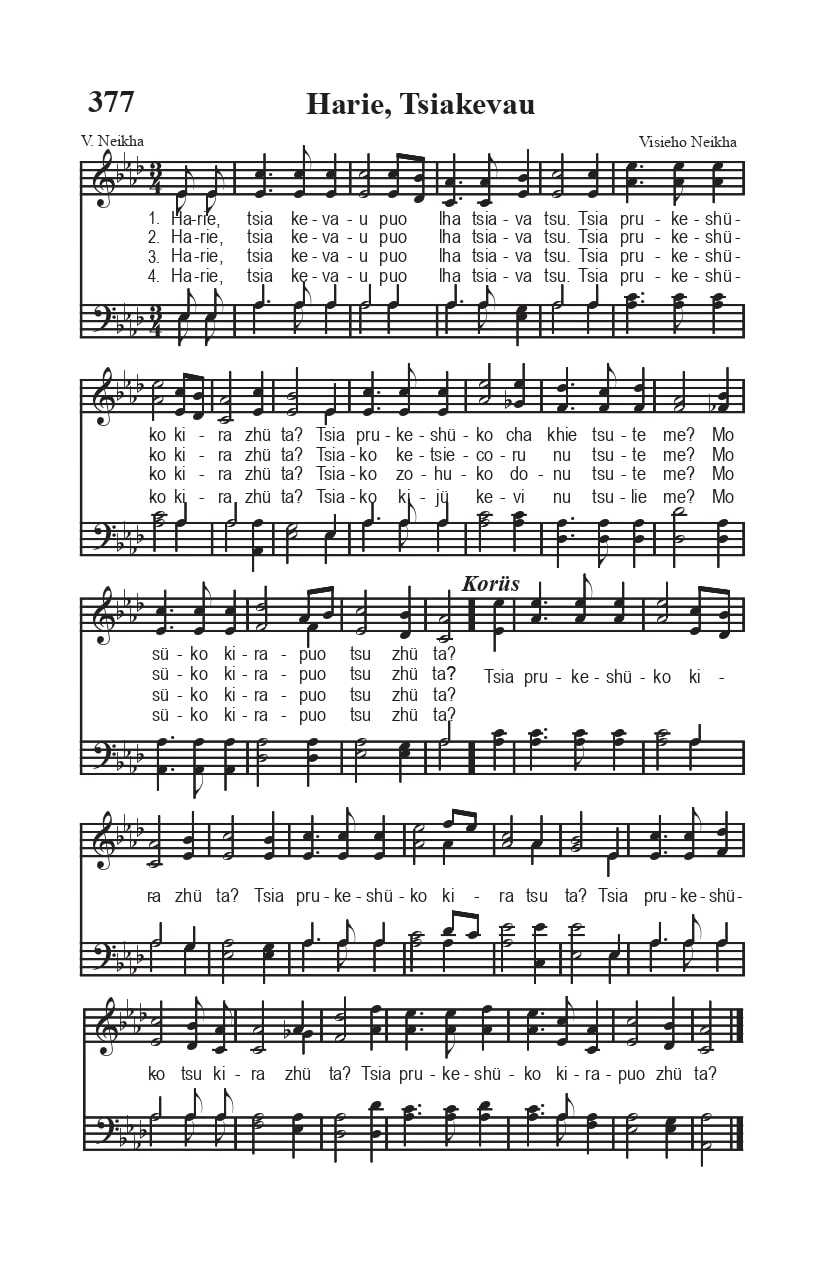 377
Harie, Tsiakevau
V. Neikha
Visieho Neikha
1. Ha-rie, tsia ke-va-u puo lha tsia-va tsu. Tsia pru-ke-shü-
2. Ha-rie, tsia ke-va-u puo lha tsia-va tsu. Tsia pru-ke-shü-
3. Ha-rie, tsia ke-va-u puo lha tsia-va tsu. Tsia pru-ke-shü-
4. Ha-rie, tsia ke-va-u puo lha tsia-va tsu. Tsia pru-ke-shü-
ko ki-ra zhü ta? Tsia pru-ke-shü-ko cha khie tsu-te me? Mo
ko ki-ra zhü ta? Tsia-ko ke-tsie-co-ru nu tsu-te me? Mo
ko ki-ra zhü ta? Tsia-ko zo-hu-ko do-nu tsu-te me? Mo
ko ki-ra zhü ta? Tsia-ko ki-jü ke-vi nu tsu-lie me? Mo
Korüs
sü-ko ki-ra-puo tsu zhü ta?
sü-ko ki-ra-puo tsu zhü ta?
sü-ko ki-ra-puo tsu zhü ta?
sü-ko ki-ra-puo tsu zhü ta?
Tsia pru-ke-shü-ko ki-
ra zhü ta? Tsia pru-ke-shü-ko ki-ra tsu ta? Tsia pru-ke-shü-
ko tsu ki-ra zhü ta? Tsia pru-ke-shü-ko ki-ra-puo zhü ta?